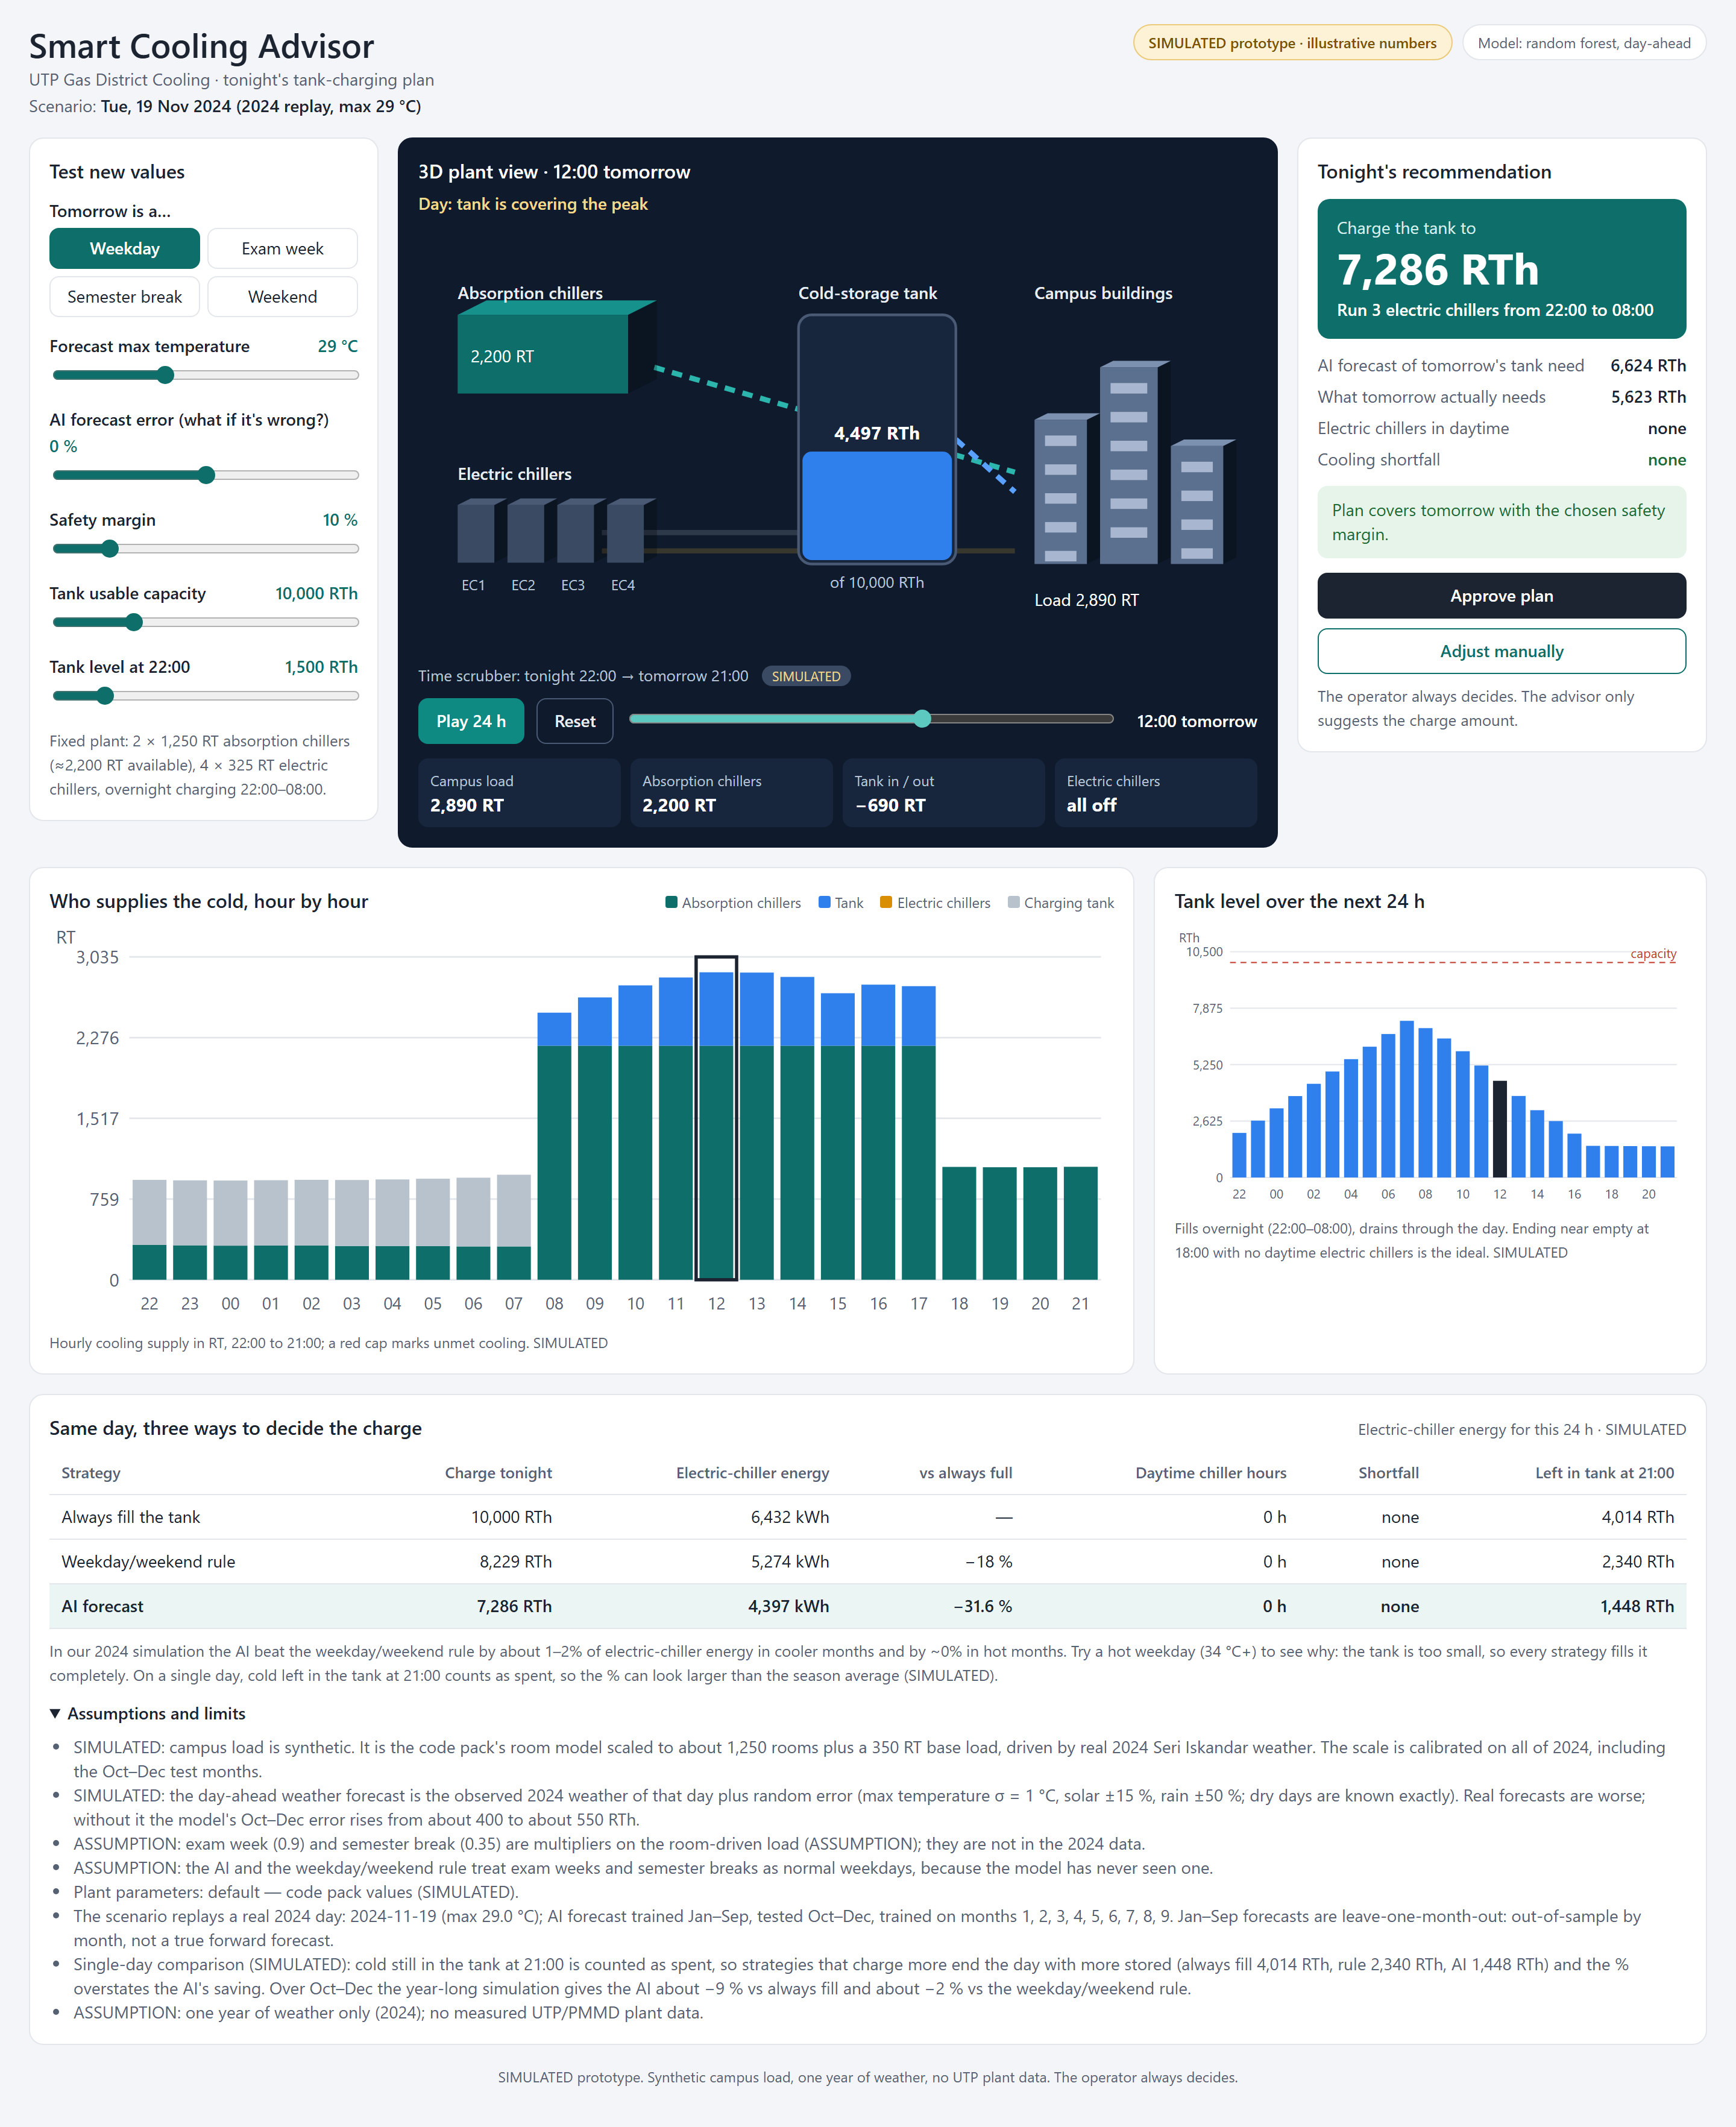 Smart Cooling Advisor
UTP Gas District Cooling · tonight's tank-charging plan
Scenario: Tue, 19 Nov 2024 (2024 replay, max 29 °C)
SIMULATED prototype · illustrative numbers
Model: random forest, day-ahead
Test new values
Tomorrow is a...
Weekday
Exam week
Semester break
Weekend
Forecast max temperature
29 °C
AI forecast error (what if it's wrong?)
0 %
Safety margin
10 %
Tank usable capacity
10,000 RTh
Tank level at 22:00
1,500 RTh
Fixed plant: 2 × 1,250 RT absorption chillers
(≈2,200 RT available), 4 × 325 RT electric
chillers, overnight charging 22:00–08:00.
3D plant view · 12:00 tomorrow
Day: tank is covering the peak
Absorption chillers
2,200 RT
Cold-storage tank
Campus buildings
4,497 RTh
Electric chillers
EC1
EC2
EC3
EC4
of 10,000 RTh
Load 2,890 RT
Time scrubber: tonight 22:00 → tomorrow 21:00
SIMULATED
Play 24 h
Reset
12:00 tomorrow
Campus load
2,890 RT
Absorption chillers
2,200 RT
Tank in / out
−690 RT
Electric chillers
all off
Tonight's recommendation
Charge the tank to
7,286 RTh
Run 3 electric chillers from 22:00 to 08:00
AI forecast of tomorrow's tank need
6,624 RTh
What tomorrow actually needs
5,623 RTh
Electric chillers in daytime
none
Cooling shortfall
none
Plan covers tomorrow with the chosen safety
margin.
Approve plan
Adjust manually
The operator always decides. The advisor only
suggests the charge amount.
Who supplies the cold, hour by hour
Absorption chillers
Tank
Electric chillers
Charging tank
RT
3,035
2,276
1,517
759
0
22 23 00 01 02 03 04 05 06 07 08 09 10 11 12 13 14 15 16 17 18 19 20 21
Hourly cooling supply in RT, 22:00 to 21:00; a red cap marks unmet cooling. SIMULATED
Tank level over the next 24 h
RTh
10,500
capacity
7,875
5,250
2,625
0
22 00 02 04 06 08 10 12 14 16 18 20
Fills overnight (22:00–08:00), drains through the day. Ending near empty at
18:00 with no daytime electric chillers is the ideal. SIMULATED
Same day, three ways to decide the charge
Electric-chiller energy for this 24 h · SIMULATED
Strategy Charge tonight Electric-chiller energy vs always full Daytime chiller hours Shortfall Left in tank at 21:00
Always fill the tank 10,000 RTh 6,432 kWh — 0 h none 4,014 RTh
Weekday/weekend rule 8,229 RTh 5,274 kWh −18 % 0 h none 2,340 RTh
AI forecast 7,286 RTh 4,397 kWh −31.6 % 0 h none 1,448 RTh
In our 2024 simulation the AI beat the weekday/weekend rule by about 1–2% of electric-chiller energy in cooler months and by ~0% in hot months. Try a hot weekday (34 °C+) to see why: the tank is too small, so every strategy fills it
completely. On a single day, cold left in the tank at 21:00 counts as spent, so the % can look larger than the season average (SIMULATED).
▼ Assumptions and limits
• SIMULATED: campus load is synthetic. It is the code pack's room model scaled to about 1,250 rooms plus a 350 RT base load, driven by real 2024 Seri Iskandar weather. The scale is calibrated on all of 2024, including
the Oct–Dec test months.
• SIMULATED: the day-ahead weather forecast is the observed 2024 weather of that day plus random error (max temperature σ = 1 °C, solar ±15 %, rain ±50 %; dry days are known exactly). Real forecasts are worse;
without it the model's Oct–Dec error rises from about 400 to about 550 RTh.
• ASSUMPTION: exam week (0.9) and semester break (0.35) are multipliers on the room-driven load (ASSUMPTION); they are not in the 2024 data.
• ASSUMPTION: the AI and the weekday/weekend rule treat exam weeks and semester breaks as normal weekdays, because the model has never seen one.
• Plant parameters: default — code pack values (SIMULATED).
• The scenario replays a real 2024 day: 2024-11-19 (max 29.0 °C); AI forecast trained Jan–Sep, tested Oct–Dec, trained on months 1, 2, 3, 4, 5, 6, 7, 8, 9. Jan–Sep forecasts are leave-one-month-out: out-of-sample by
month, not a true forward forecast.
• Single-day comparison (SIMULATED): cold still in the tank at 21:00 is counted as spent, so strategies that charge more end the day with more stored (always fill 4,014 RTh, rule 2,340 RTh, AI 1,448 RTh) and the %
overstates the AI's saving. Over Oct–Dec the year-long simulation gives the AI about −9 % vs always fill and about −2 % vs the weekday/weekend rule.
• ASSUMPTION: one year of weather only (2024); no measured UTP/PMMD plant data.
SIMULATED prototype. Synthetic campus load, one year of weather, no UTP plant data. The operator always decides.